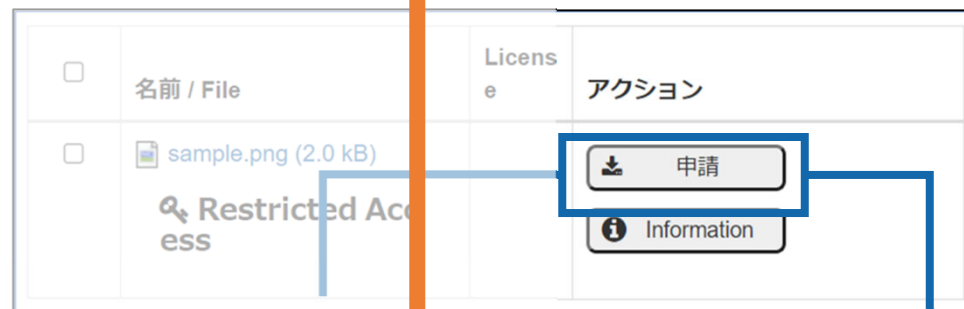 名前 / File
Licens
e
アクション
sample.png (2.0 kB)
申請
Restricted Acc
ess
Information